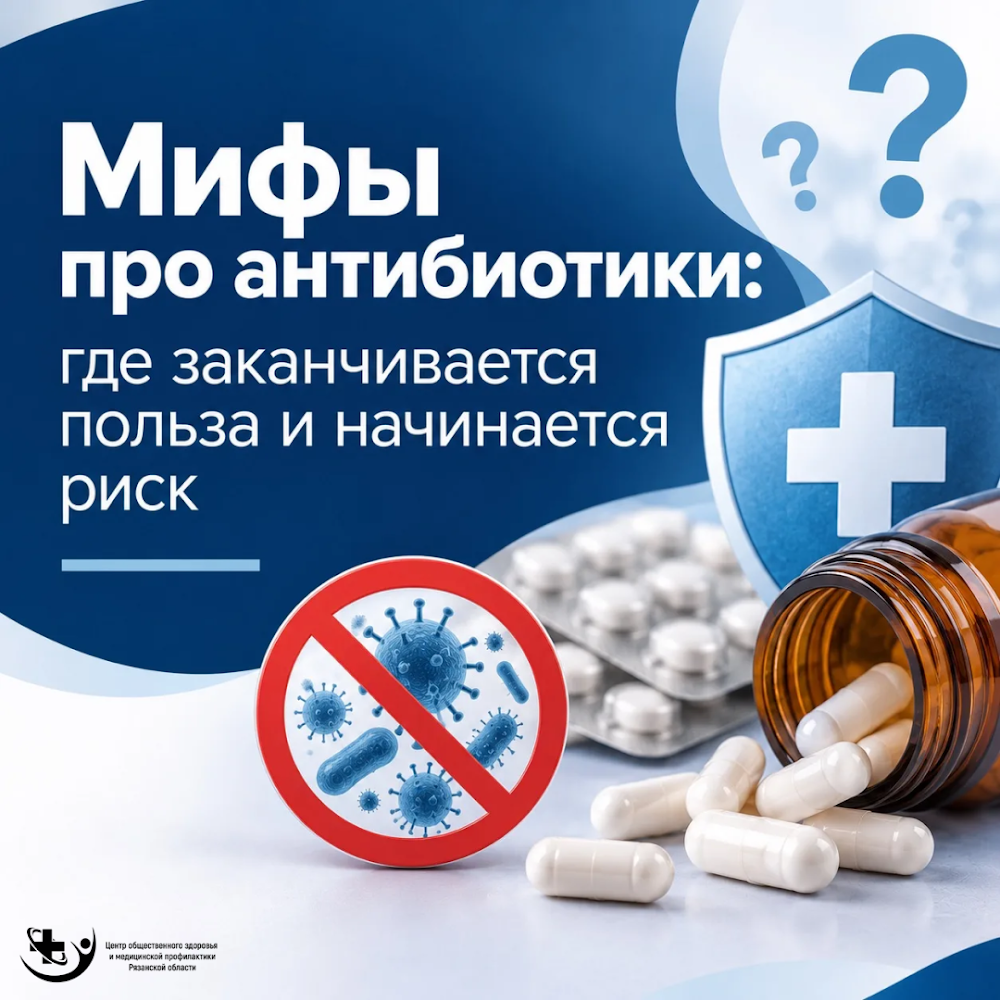 Мифы
про антибиотики:
где заканчивается
польза и начинается
риск
Центр общественного здоровья
и медицинской профилактики
Рязанской области